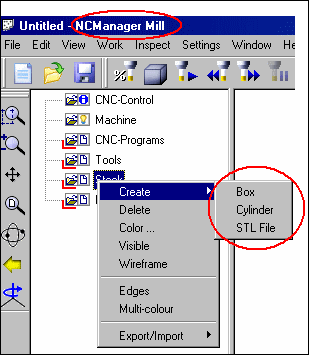 Untitled - NCManager Mill
File Edit View Work Inspect Settings Window He
%
CNC-Control
Machine
CNC-Programs
Tools
Stock
Create
Delete
Color ...
Visible
Wireframe
Edges
Multi-colour
Export/Import
Box
Cylinder
STL File